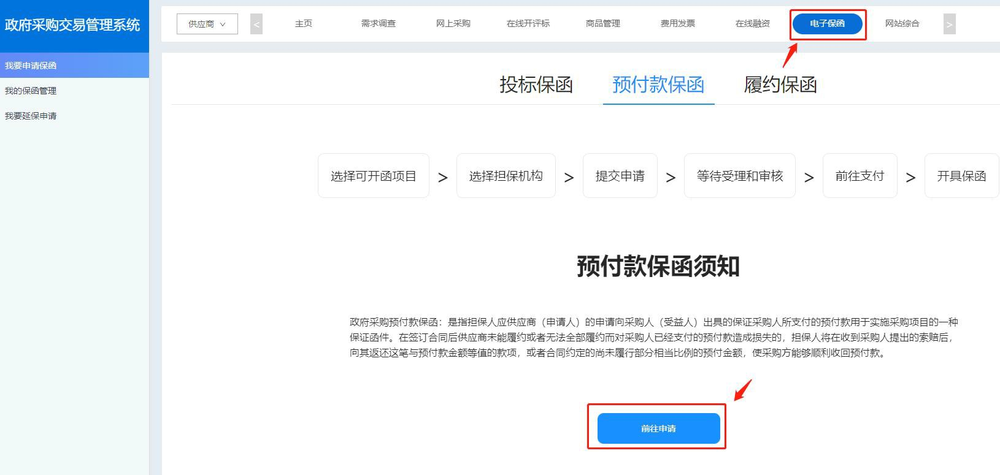 政府采购交易管理系统
供应商
<
主页
需求调查
网上采购
在线开评标
商品管理
费用发票
在线融资
电子保函
网站综合
>
我要申请保函
我的保函管理
我要延保申请
投标保函
预付款保函
履约保函
选择可开函项目 > 选择担保机构 > 提交申请 > 等待受理和审核 > 前往支付 > 开具保函
预付款保函须知
政府采购预付款保函：是指担保人应供应商（申请人）的申请向采购人（受益人）出具的保证采购人所支付的预付款用于实施采购项目的一种
保证函件。在签订合同后供应商未能履约或者无法全部履约而对采购人已经支付的预付款造成损失的，担保人将在收到采购人提出的索赔后，
向其返还这笔与预付款金额等值的款项，或者合同约定的尚未履行部分相当比例的预付金额，使采购方能够顺利收回预付款。
前往申请